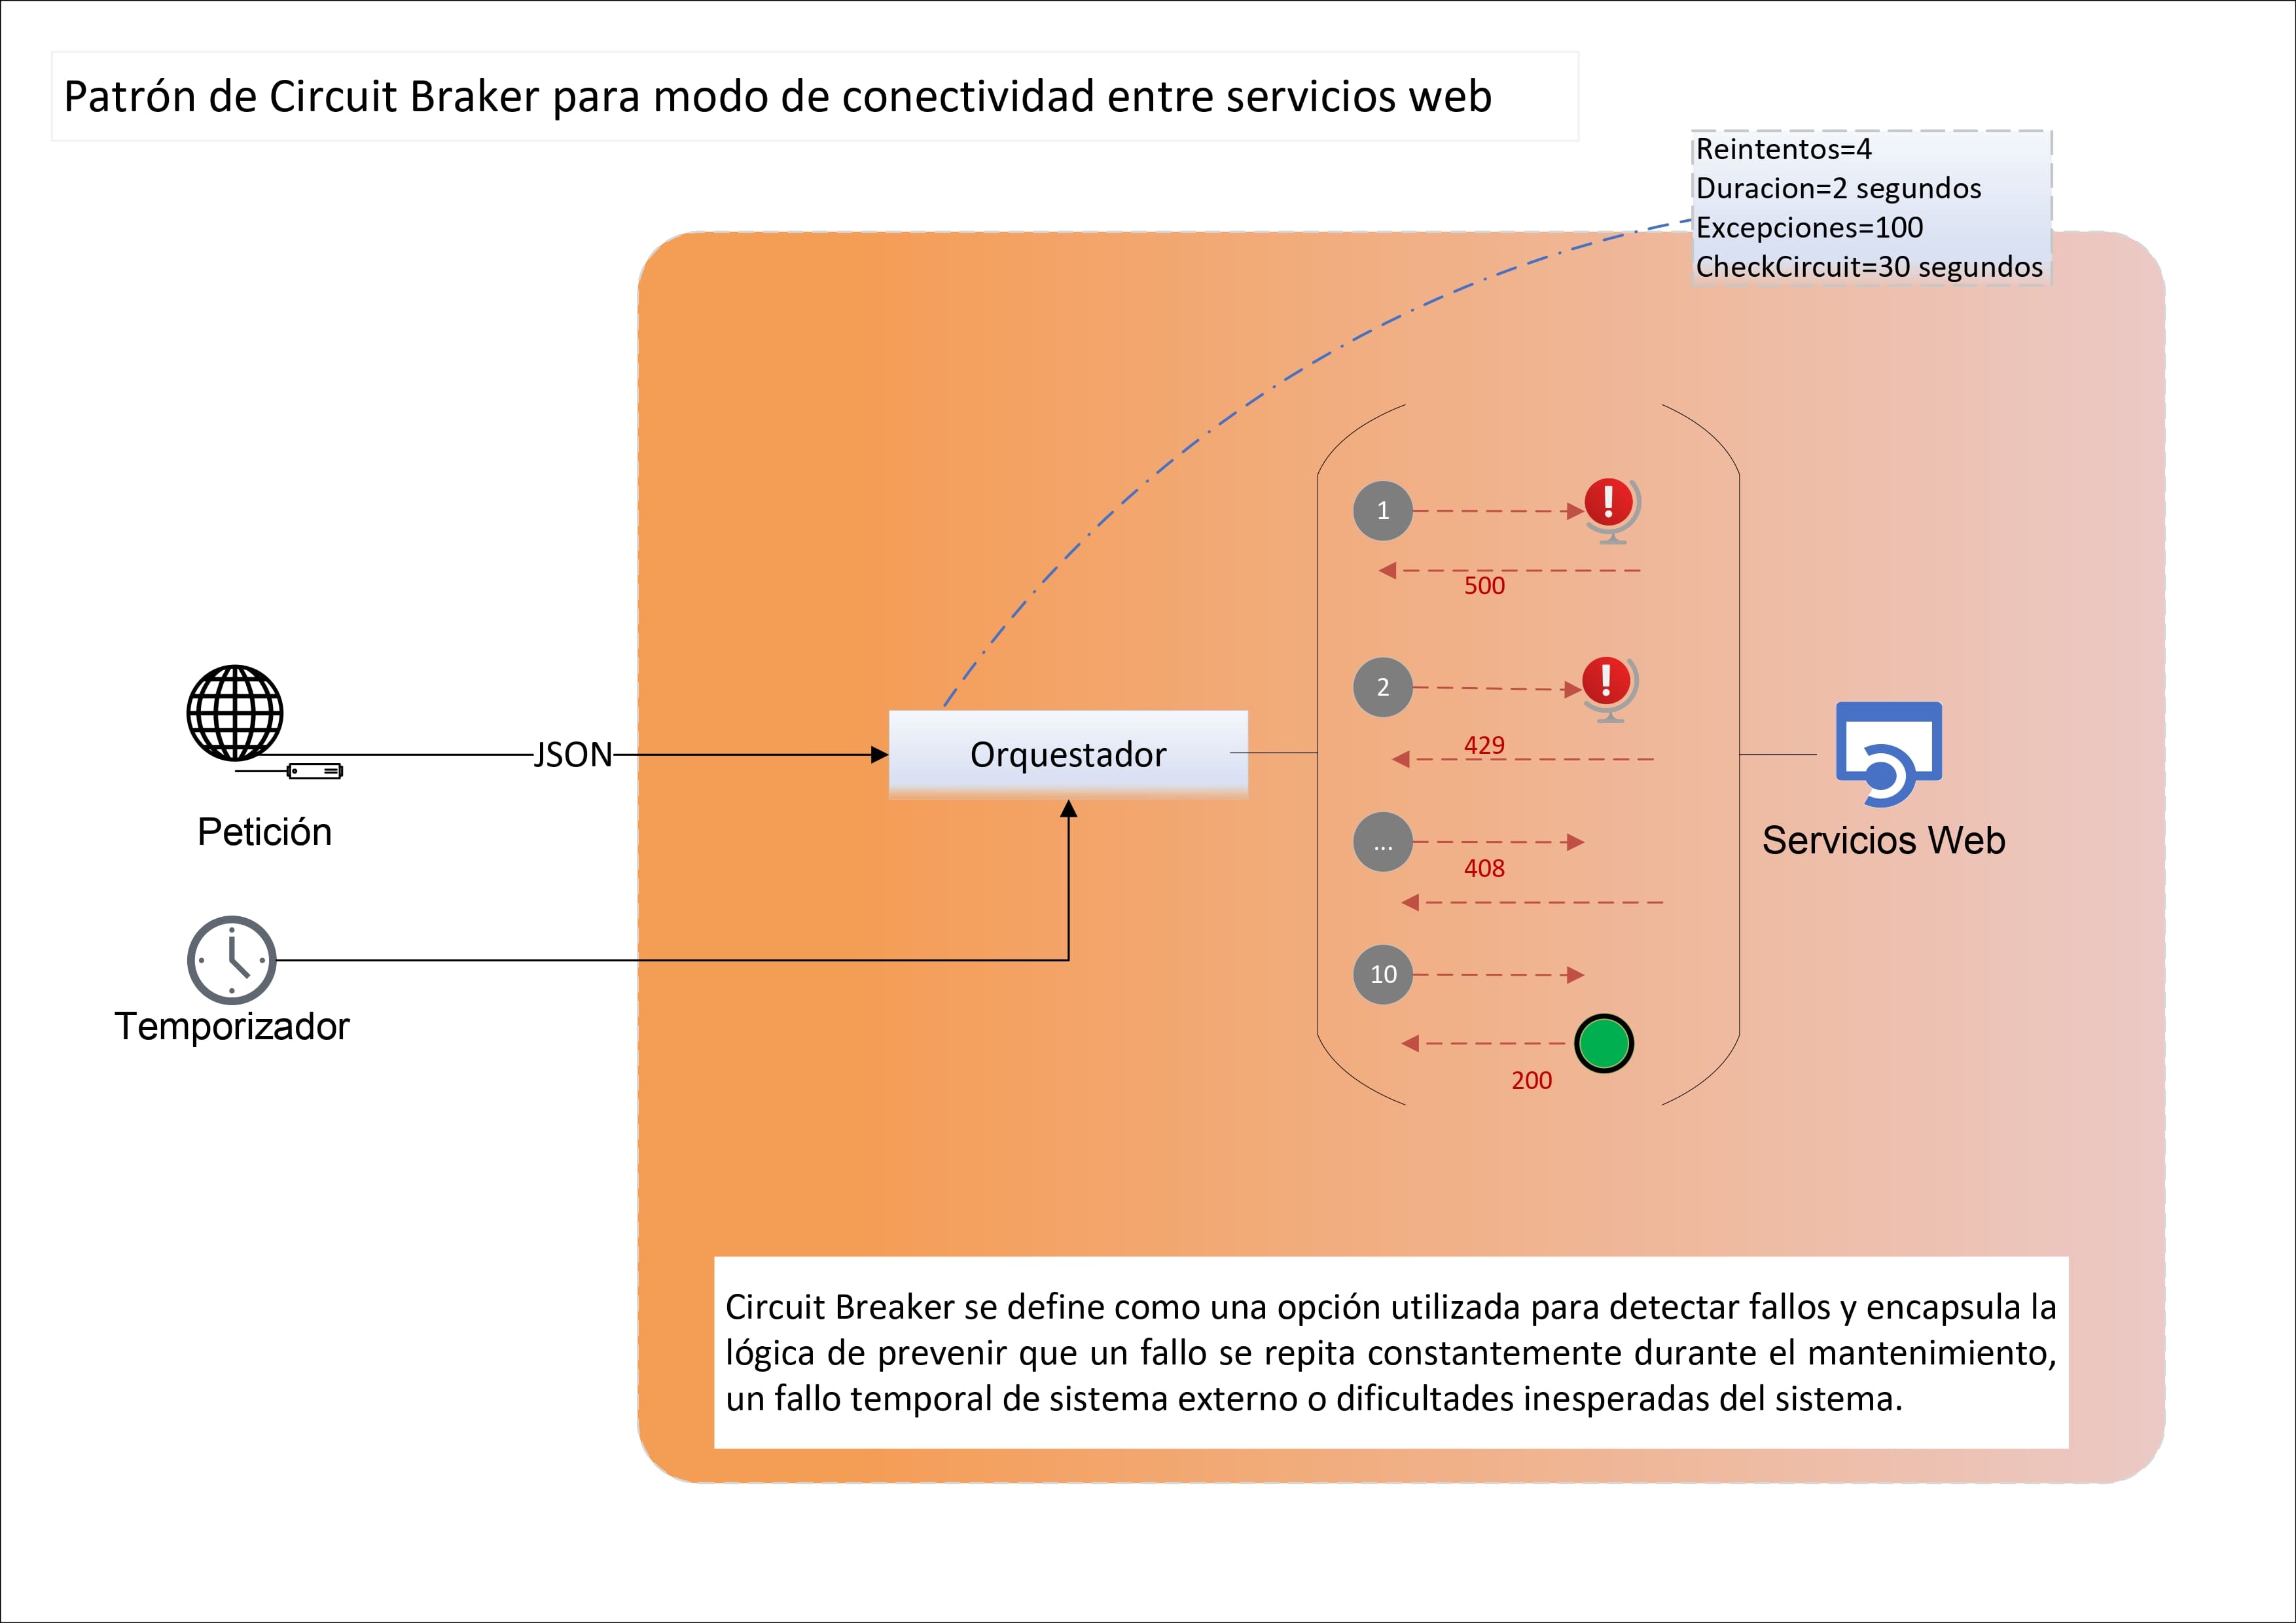 Patrón de Circuit Braker para modo de conectividad entre servicios web
Reintentos=4
Duracion=2 segundos
Excepciones=100
CheckCircuit=30 segundos
1
500
2
429
...
408
10
200
JSON
Orquestador
Petición
Servicios Web
Temporizador
Circuit Breaker se define como una opción utilizada para detectar fallos y encapsula la
lógica de prevenir que un fallo se repita constantemente durante el mantenimiento,
un fallo temporal de sistema externo o dificultades inesperadas del sistema.